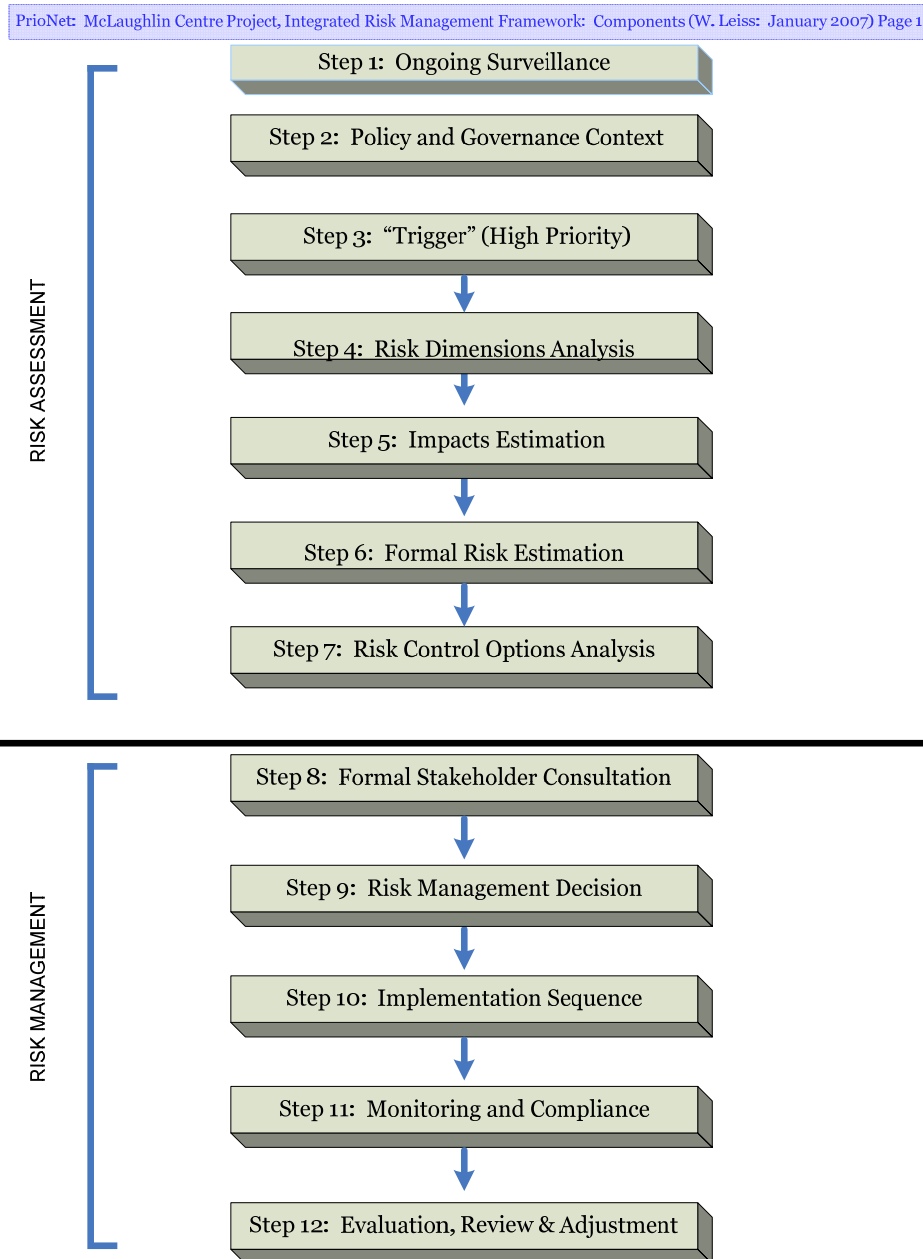 PrioNet: McLaughlin Centre Project, Integrated Risk Management Framework: Components (W. Leiss: January 2007) Page 1
Step 1: Ongoing Surveillance
Step 2: Policy and Governance Context
Step 3: “Trigger” (High Priority)
Step 4: Risk Dimensions Analysis
Step 5: Impacts Estimation
Step 6: Formal Risk Estimation
Step 7: Risk Control Options Analysis
RISK ASSESSMENT
Step 8: Formal Stakeholder Consultation
Step 9: Risk Management Decision
Step 10: Implementation Sequence
Step 11: Monitoring and Compliance
Step 12: Evaluation, Review & Adjustment
RISK MANAGEMENT